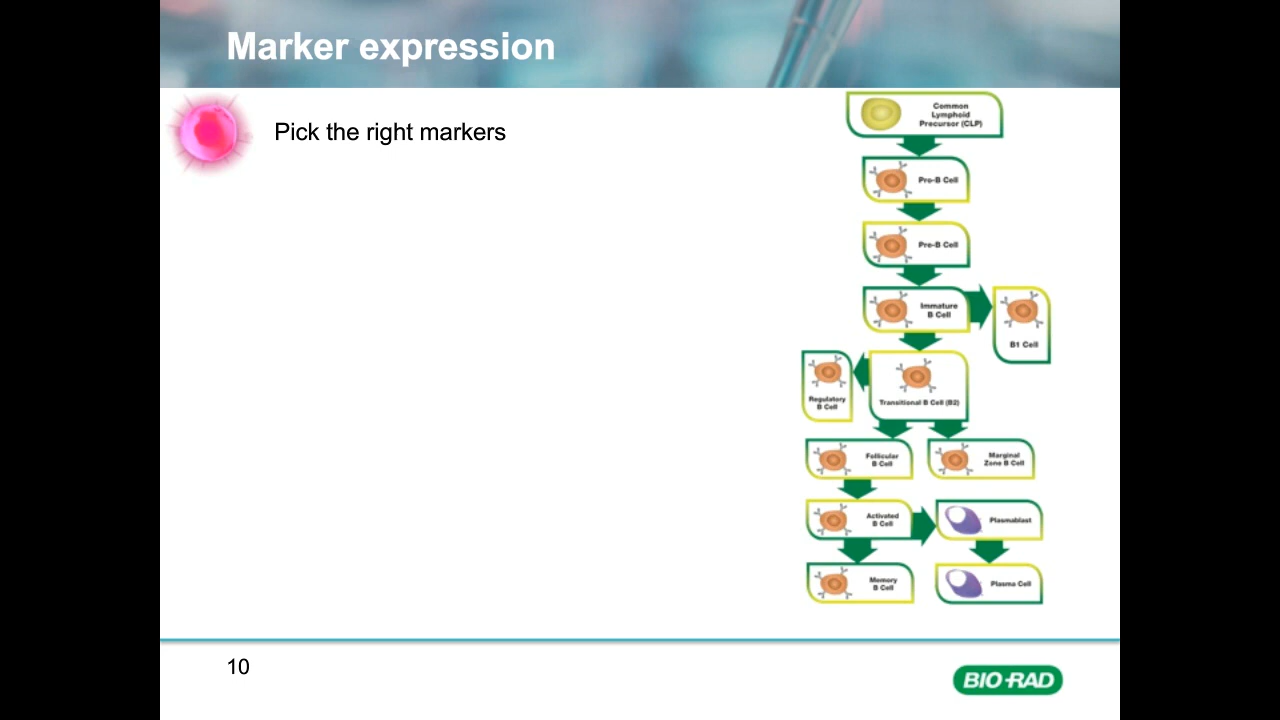 Marker expression
Pick the right markers
Common
Lymphoid
Precursor (CLP)
Pro-B Cell
Pre-B Cell
Immature
B Cell
B1 Cell
Regulatory
B Cell
Transitional B Cell (B2)
Follicular
B Cell
Marginal
Zone B Cell
Activated
B Cell
Plasmablast
Memory
B Cell
Plasma Cell
10
BIO-RAD